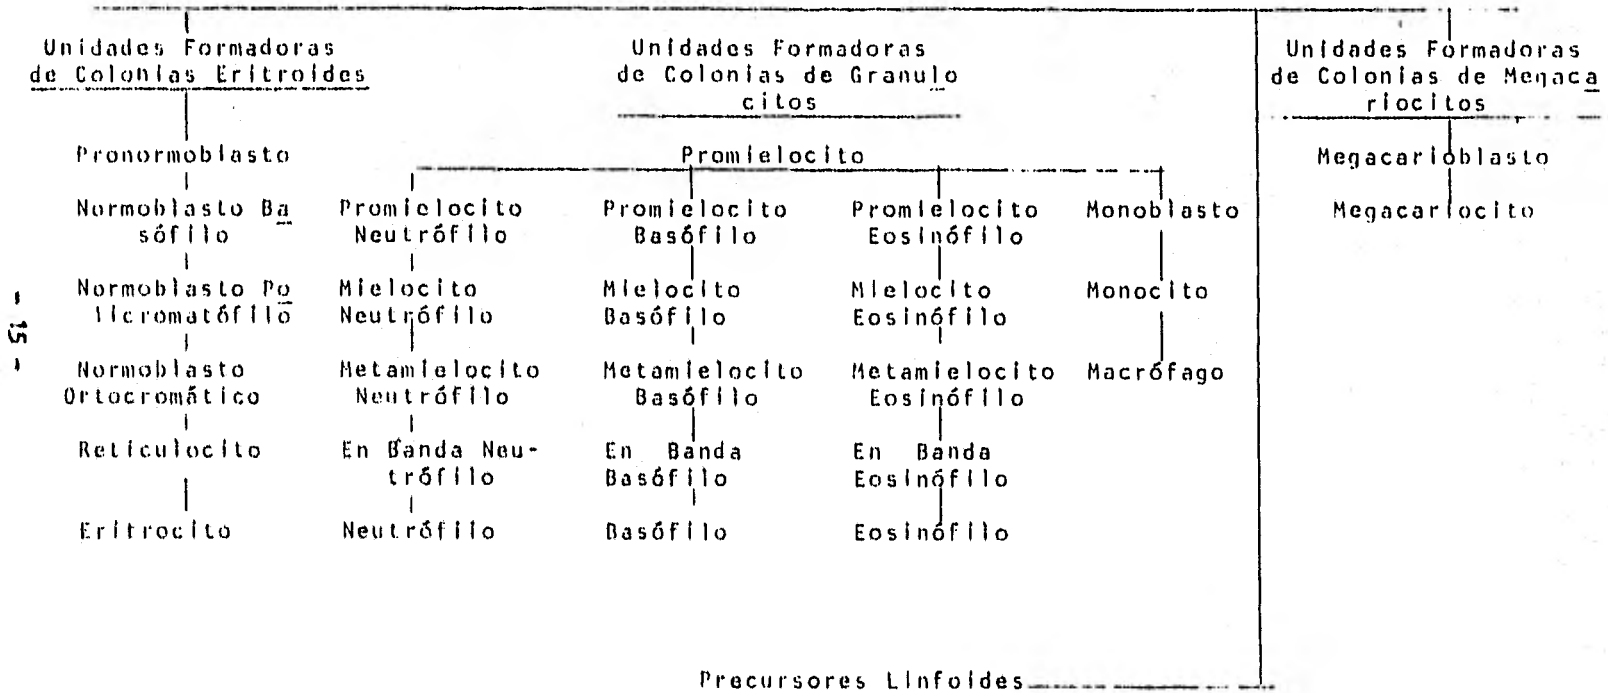 Unidades Formadoras
de Colonias Eritroides
Unidades Formadoras
de Colonias de Granulo
citos
Unidades Formadoras
de Colonias de Megaca
riocitos
Pronormoblasto
Promielocito
Megacarioblasto
Normoblasto Ba
sófilo
Promielocito
Neutrófilo
Promielocito
Basófilo
Promielocito
Eosinófilo
Monoblasto
Megacariocito
Normoblasto Po
licromatófilo
Mielocito
Neutrófilo
Mielocito
Basófilo
Mielocito
Eosinófilo
Monocito
Normoblasto
Ortocromático
Metamielocito
Neutrófilo
Metamielocito
Basófilo
Metamielocito
Eosinófilo
Macrófago
Reticulocito
En Banda Neu-
trófilo
En Banda
Basófilo
En Banda
Eosinófilo
Eritrocito
Neutrófilo
Basófilo
Eosinófilo
Precursores Linfoides
- 15 -